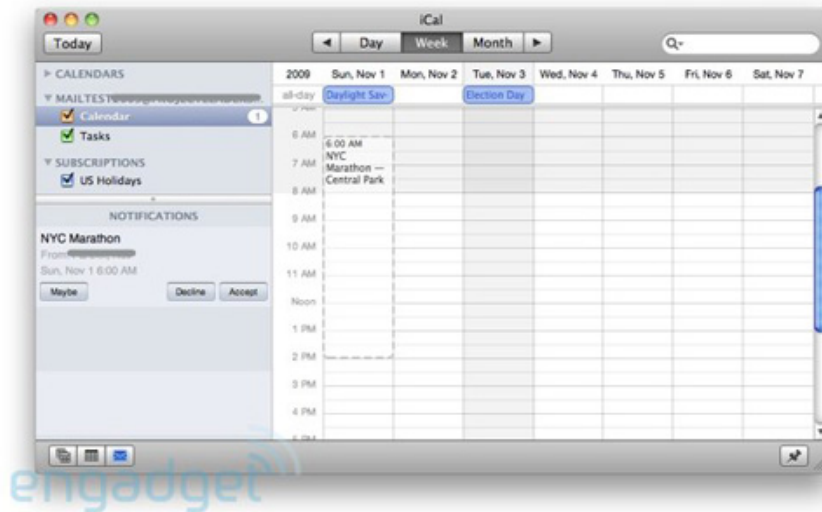 iCal
Today
Day Week Month
CALENDARS
2009 Sun, Nov 1 Mon, Nov 2 Tue, Nov 3 Wed, Nov 4 Thu, Nov 5 Fri, Nov 6 Sat, Nov 7
all-day Daylight Sav- Election Day
Calendar 1
Tasks
SUBSCRIPTIONS
US Holidays
NOTIFICATIONS
NYC Marathon
Sun, Nov 1 6:00 AM
Maybe Decline Accept
6 AM
6:00 AM
NYC
Marathon —
Central Park
7 AM
8 AM
9 AM
10 AM
11 AM
Noon
1 PM
2 PM
3 PM
4 PM
engadget